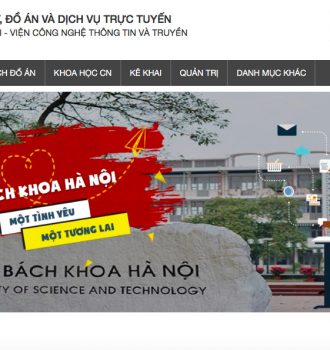 , ĐỒ ÁN VÀ DỊCH VỤ TRỰC TUYẾN
I - VIỆN CÔNG NGHỆ THÔNG TIN VÀ TRUYỀN
CH ĐỒ ÁN
KHOA HỌC CN
KÊ KHAI
QUẢN TRỊ
DANH MỤC KHÁC
CH KHOA HÀ NỘI
MỘT TÌNH YÊU
MỘT TƯƠNG LAI
BÁCH KHOA HÀ NỘI
TY OF SCIENCE AND TECHNOLOGY